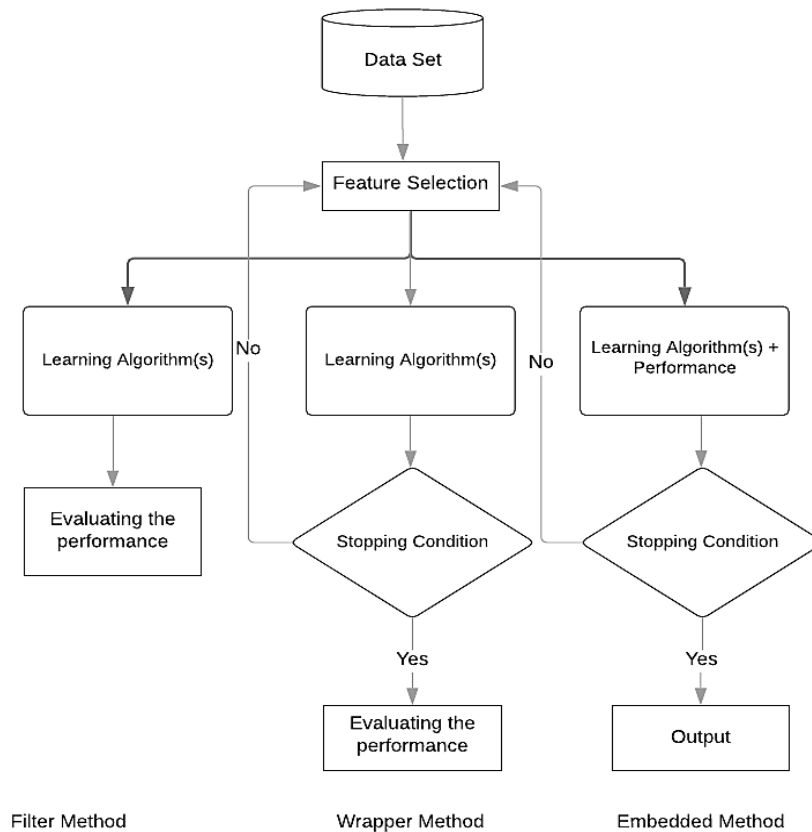 Data Set
Feature Selection
Learning Algorithm(s)
No
Learning Algorithm(s)
No
Learning Algorithm(s) +
Performance
Evaluating the
performance
Stopping Condition
Stopping Condition
Yes
Yes
Evaluating the
performance
Output
Filter Method
Wrapper Method
Embedded Method